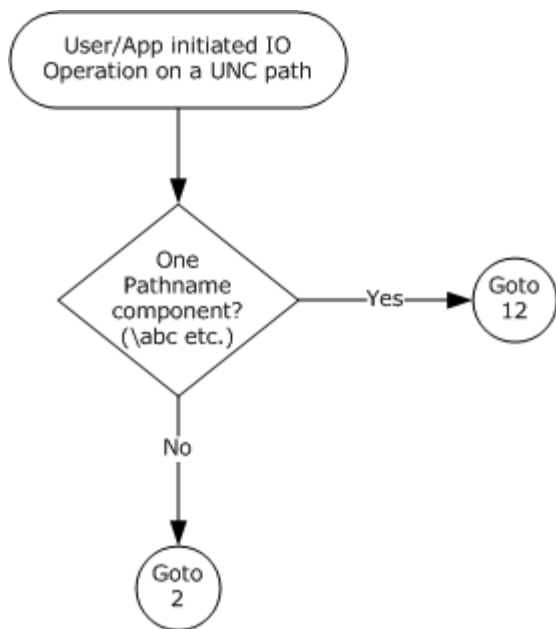 User/App initiated IO
Operation on a UNC path
One
Pathname
component?
(\abc etc.)
Yes
Goto
12
No
Goto
2